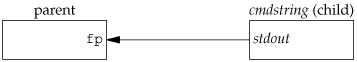 parent
cmdstring (child)
fp
stdout